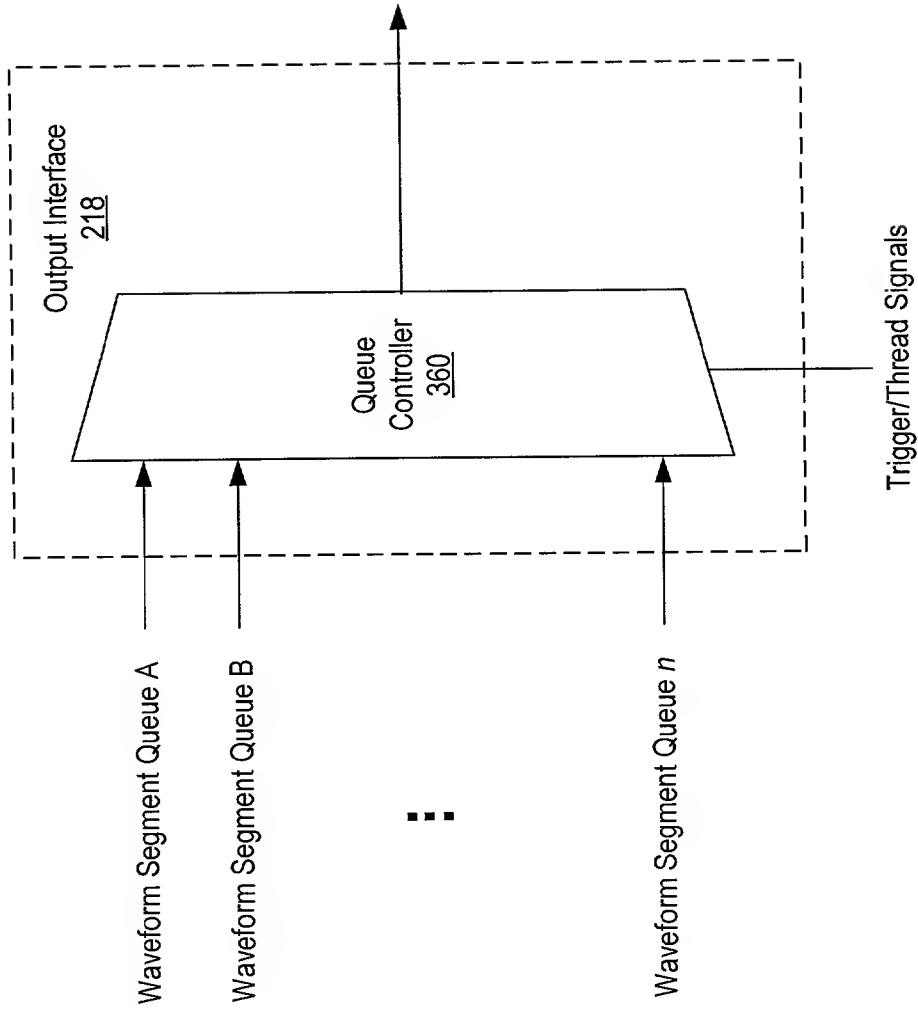 Output Interface
218
Queue
Controller
360
Waveform Segment Queue A
Waveform Segment Queue B
Waveform Segment Queue n
Trigger/Thread Signals